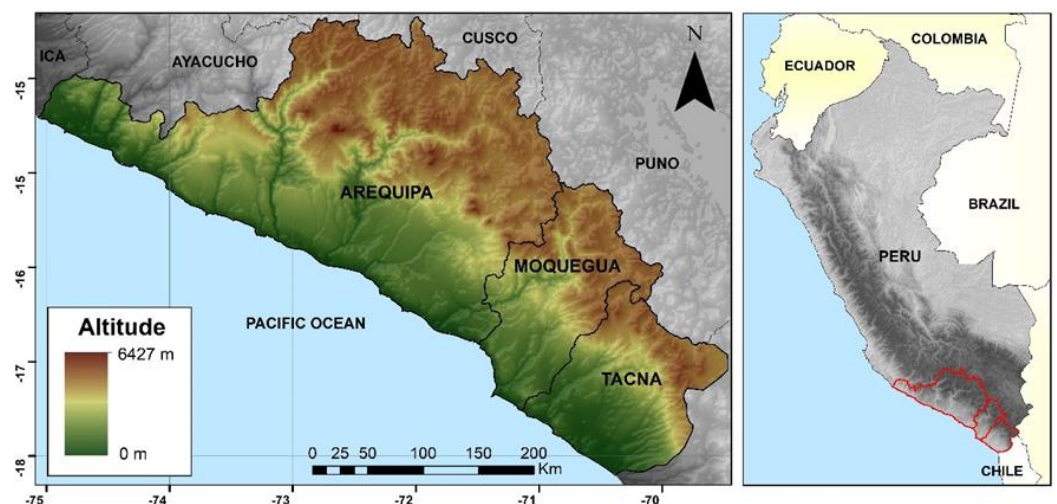 ICA
AYACUCHO
CUSCO
N
PUNO
AREQUIPA
MOQUEGUA
TACNA
PACIFIC OCEAN
Altitude
6427 m
0 m
0 25 50 100 150 200
Km
-15
-15
-16
-17
-18
-75 -74 -73 -72 -71 -70
COLOMBIA
ECUADOR
BRAZIL
PERU
CHILE